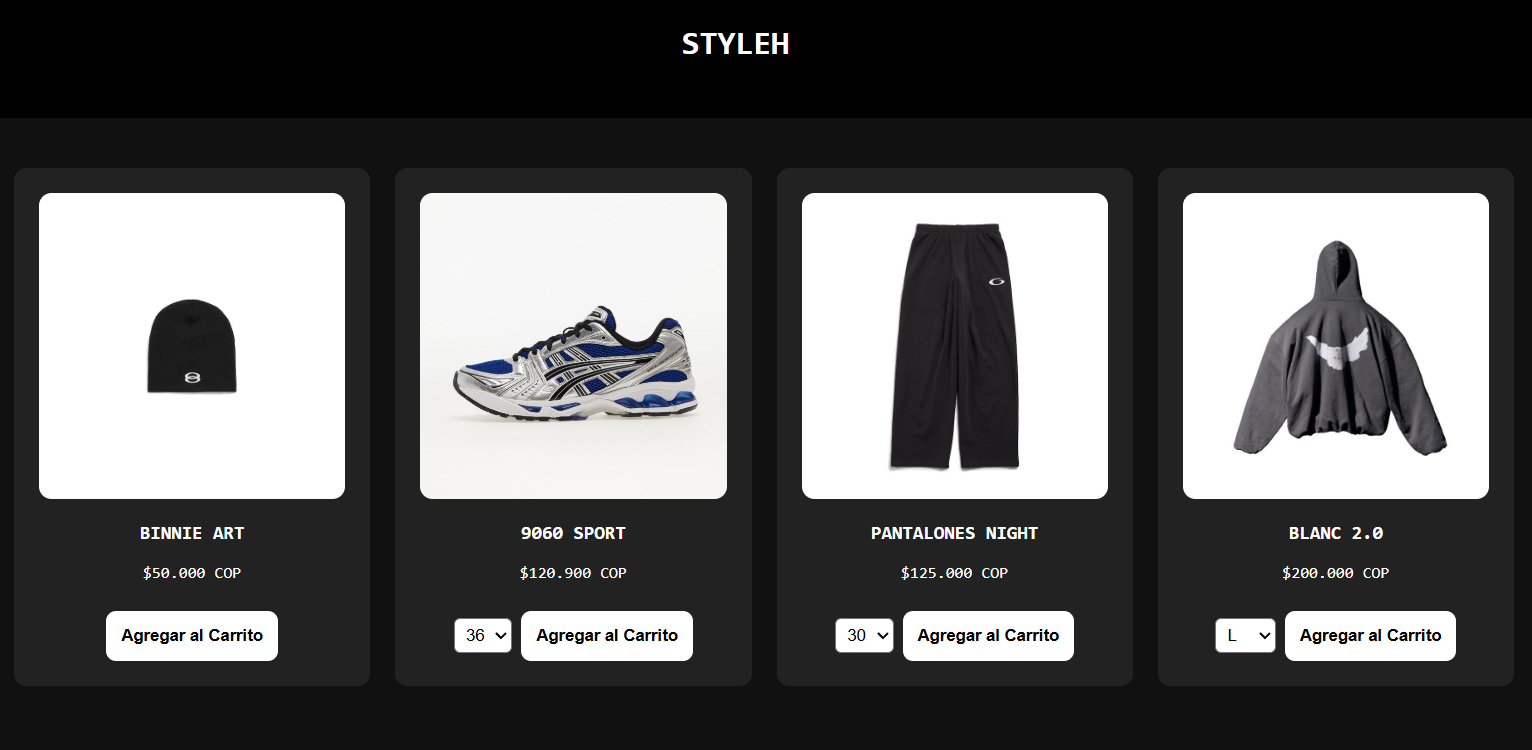 STYLEH
BINNIE ART
$50.000 COP
Agregar al Carrito
9060 SPORT
$120.900 COP
36 Agregar al Carrito
PANTALONES NIGHT
$125.000 COP
30 Agregar al Carrito
BLANC 2.0
$200.000 COP
L Agregar al Carrito